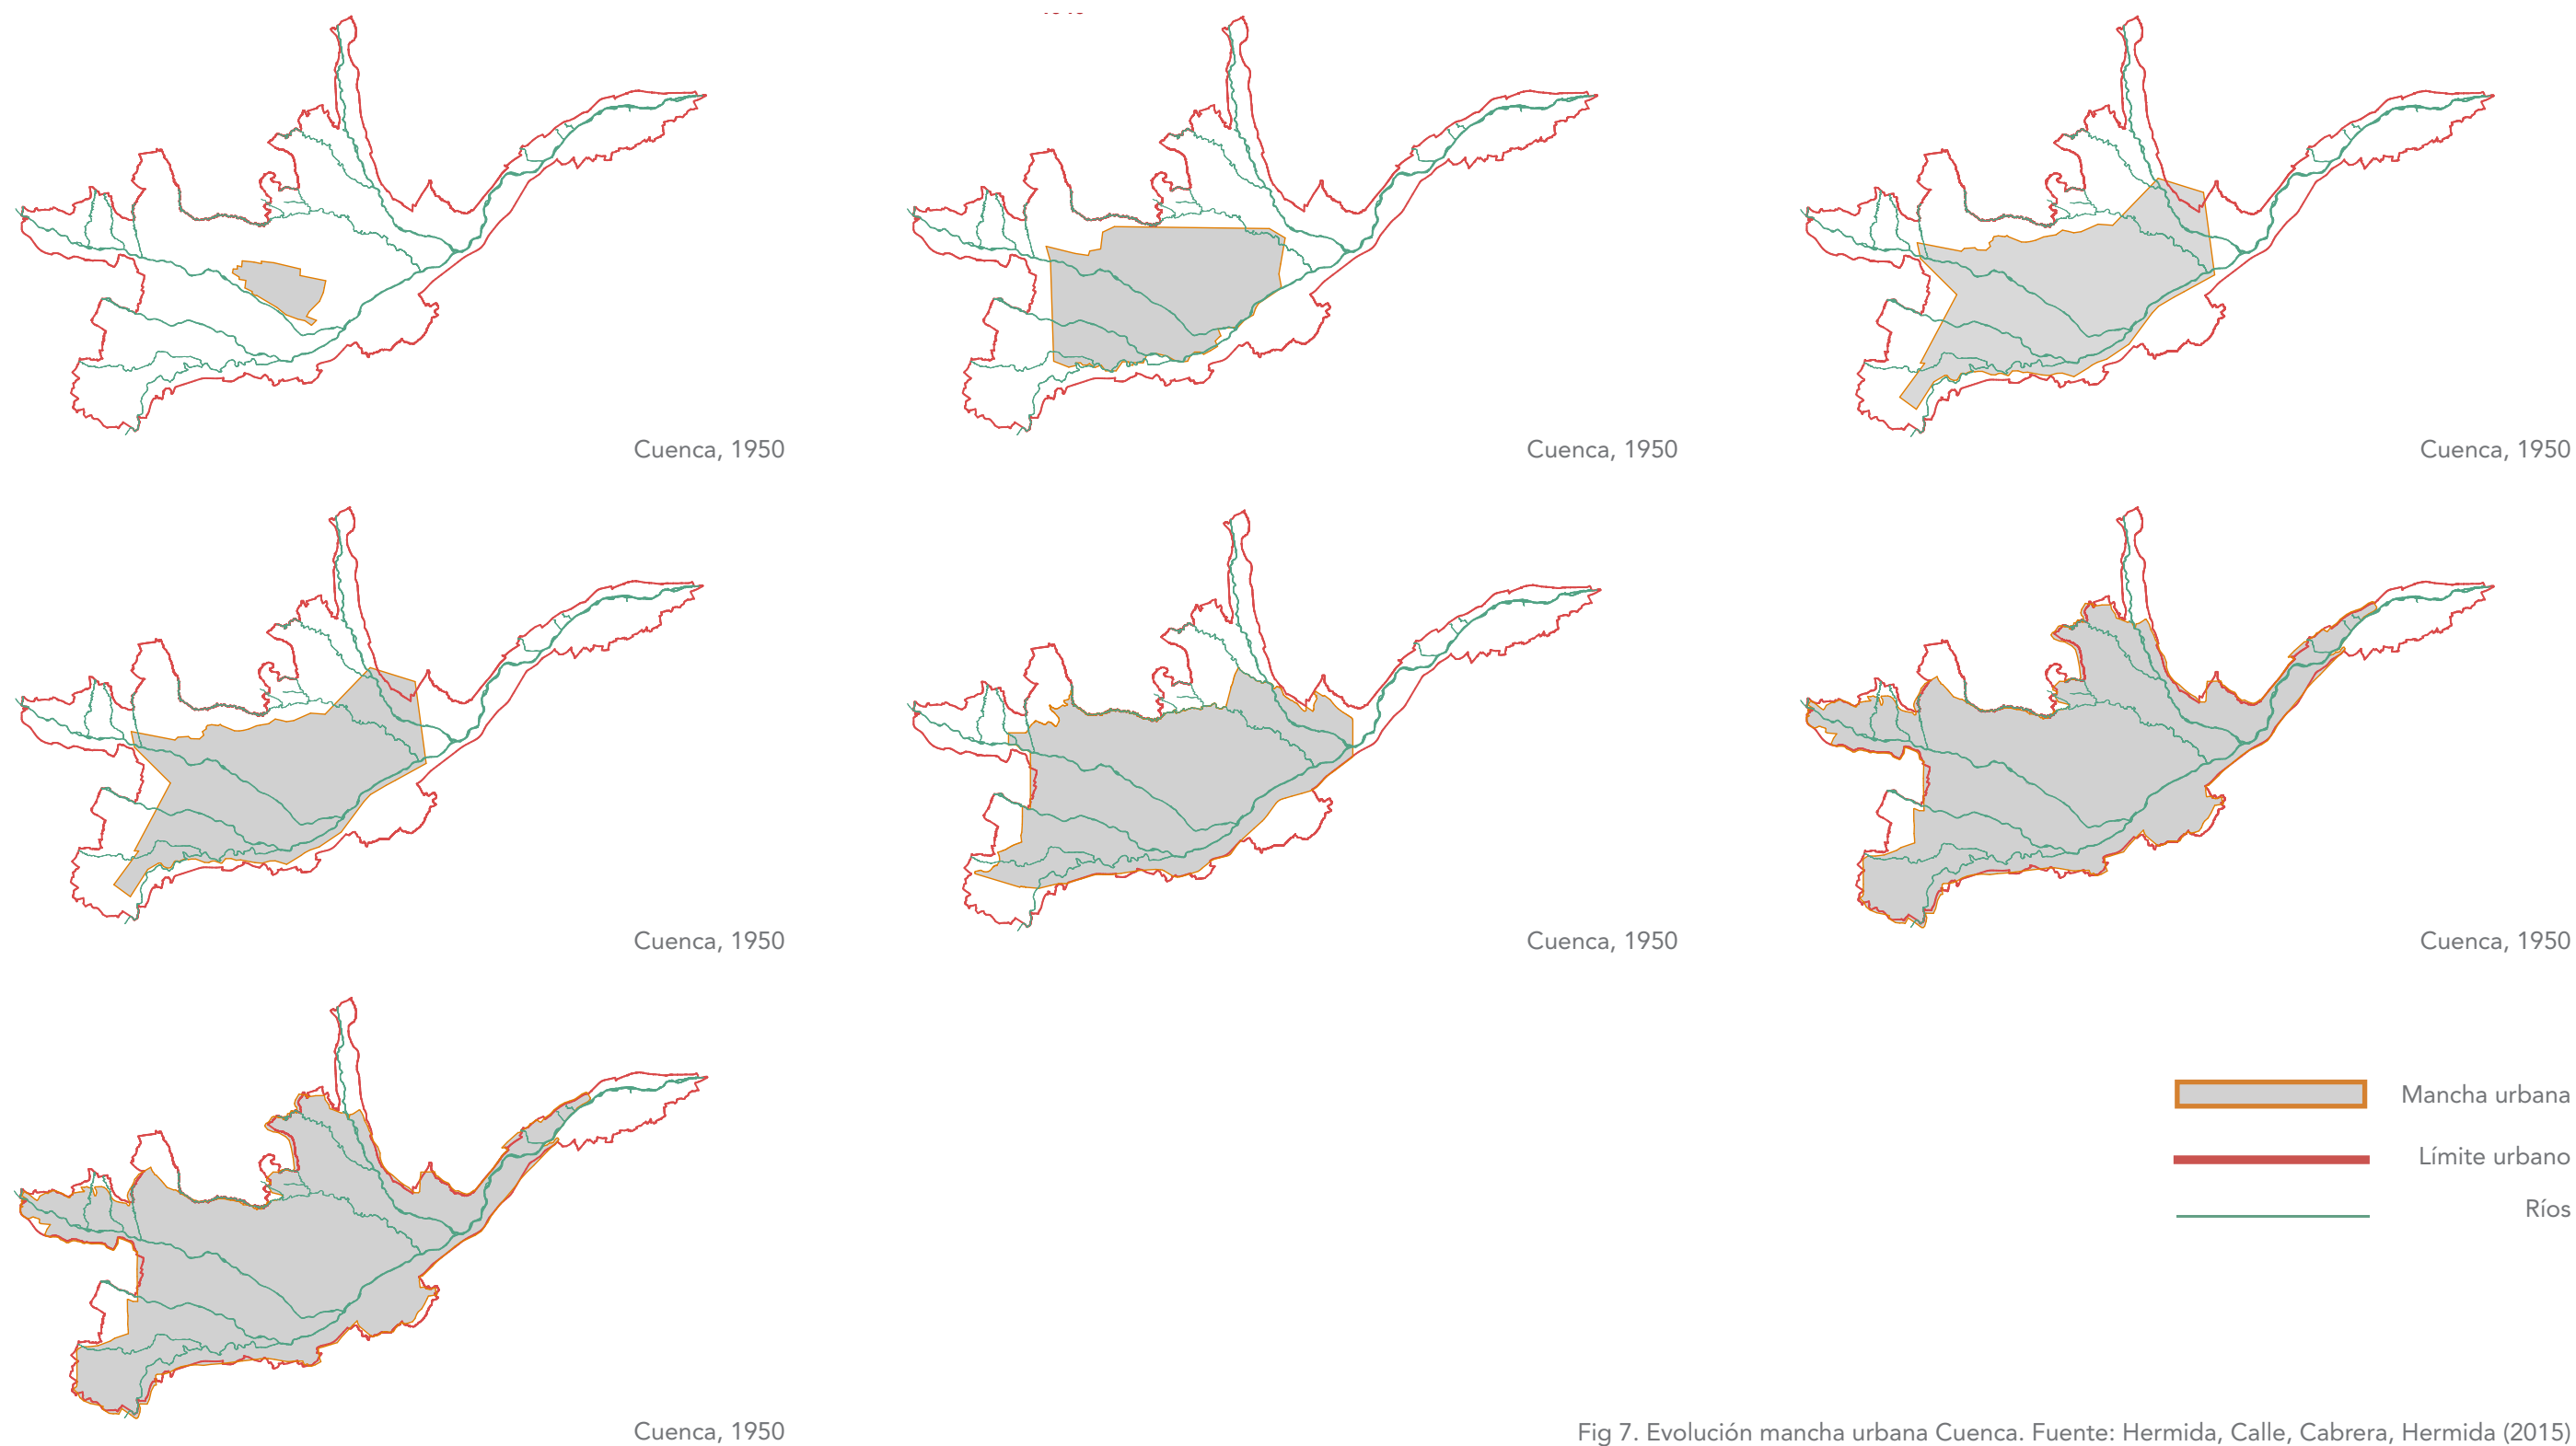 Cuenca, 1950
Cuenca, 1950
Cuenca, 1950
Cuenca, 1950
Cuenca, 1950
Cuenca, 1950
Mancha urbana
Límite urbano
Ríos
Cuenca, 1950
Fig 7. Evolución mancha urbana Cuenca. Fuente: Hermida, Calle, Cabrera, Hermida (2015)